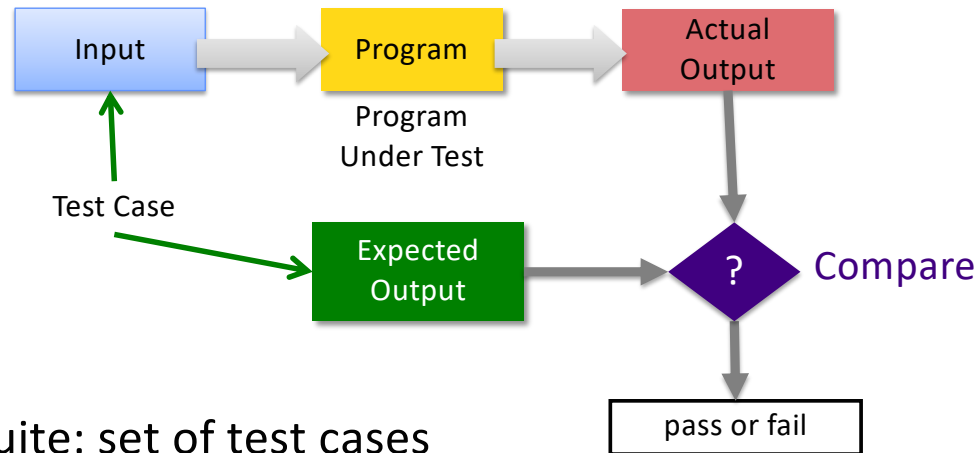 Input
Program
Actual
Output
Program
Under Test
Test Case
Expected
Output
?
Compare
pass or fail
uite: set of test cases